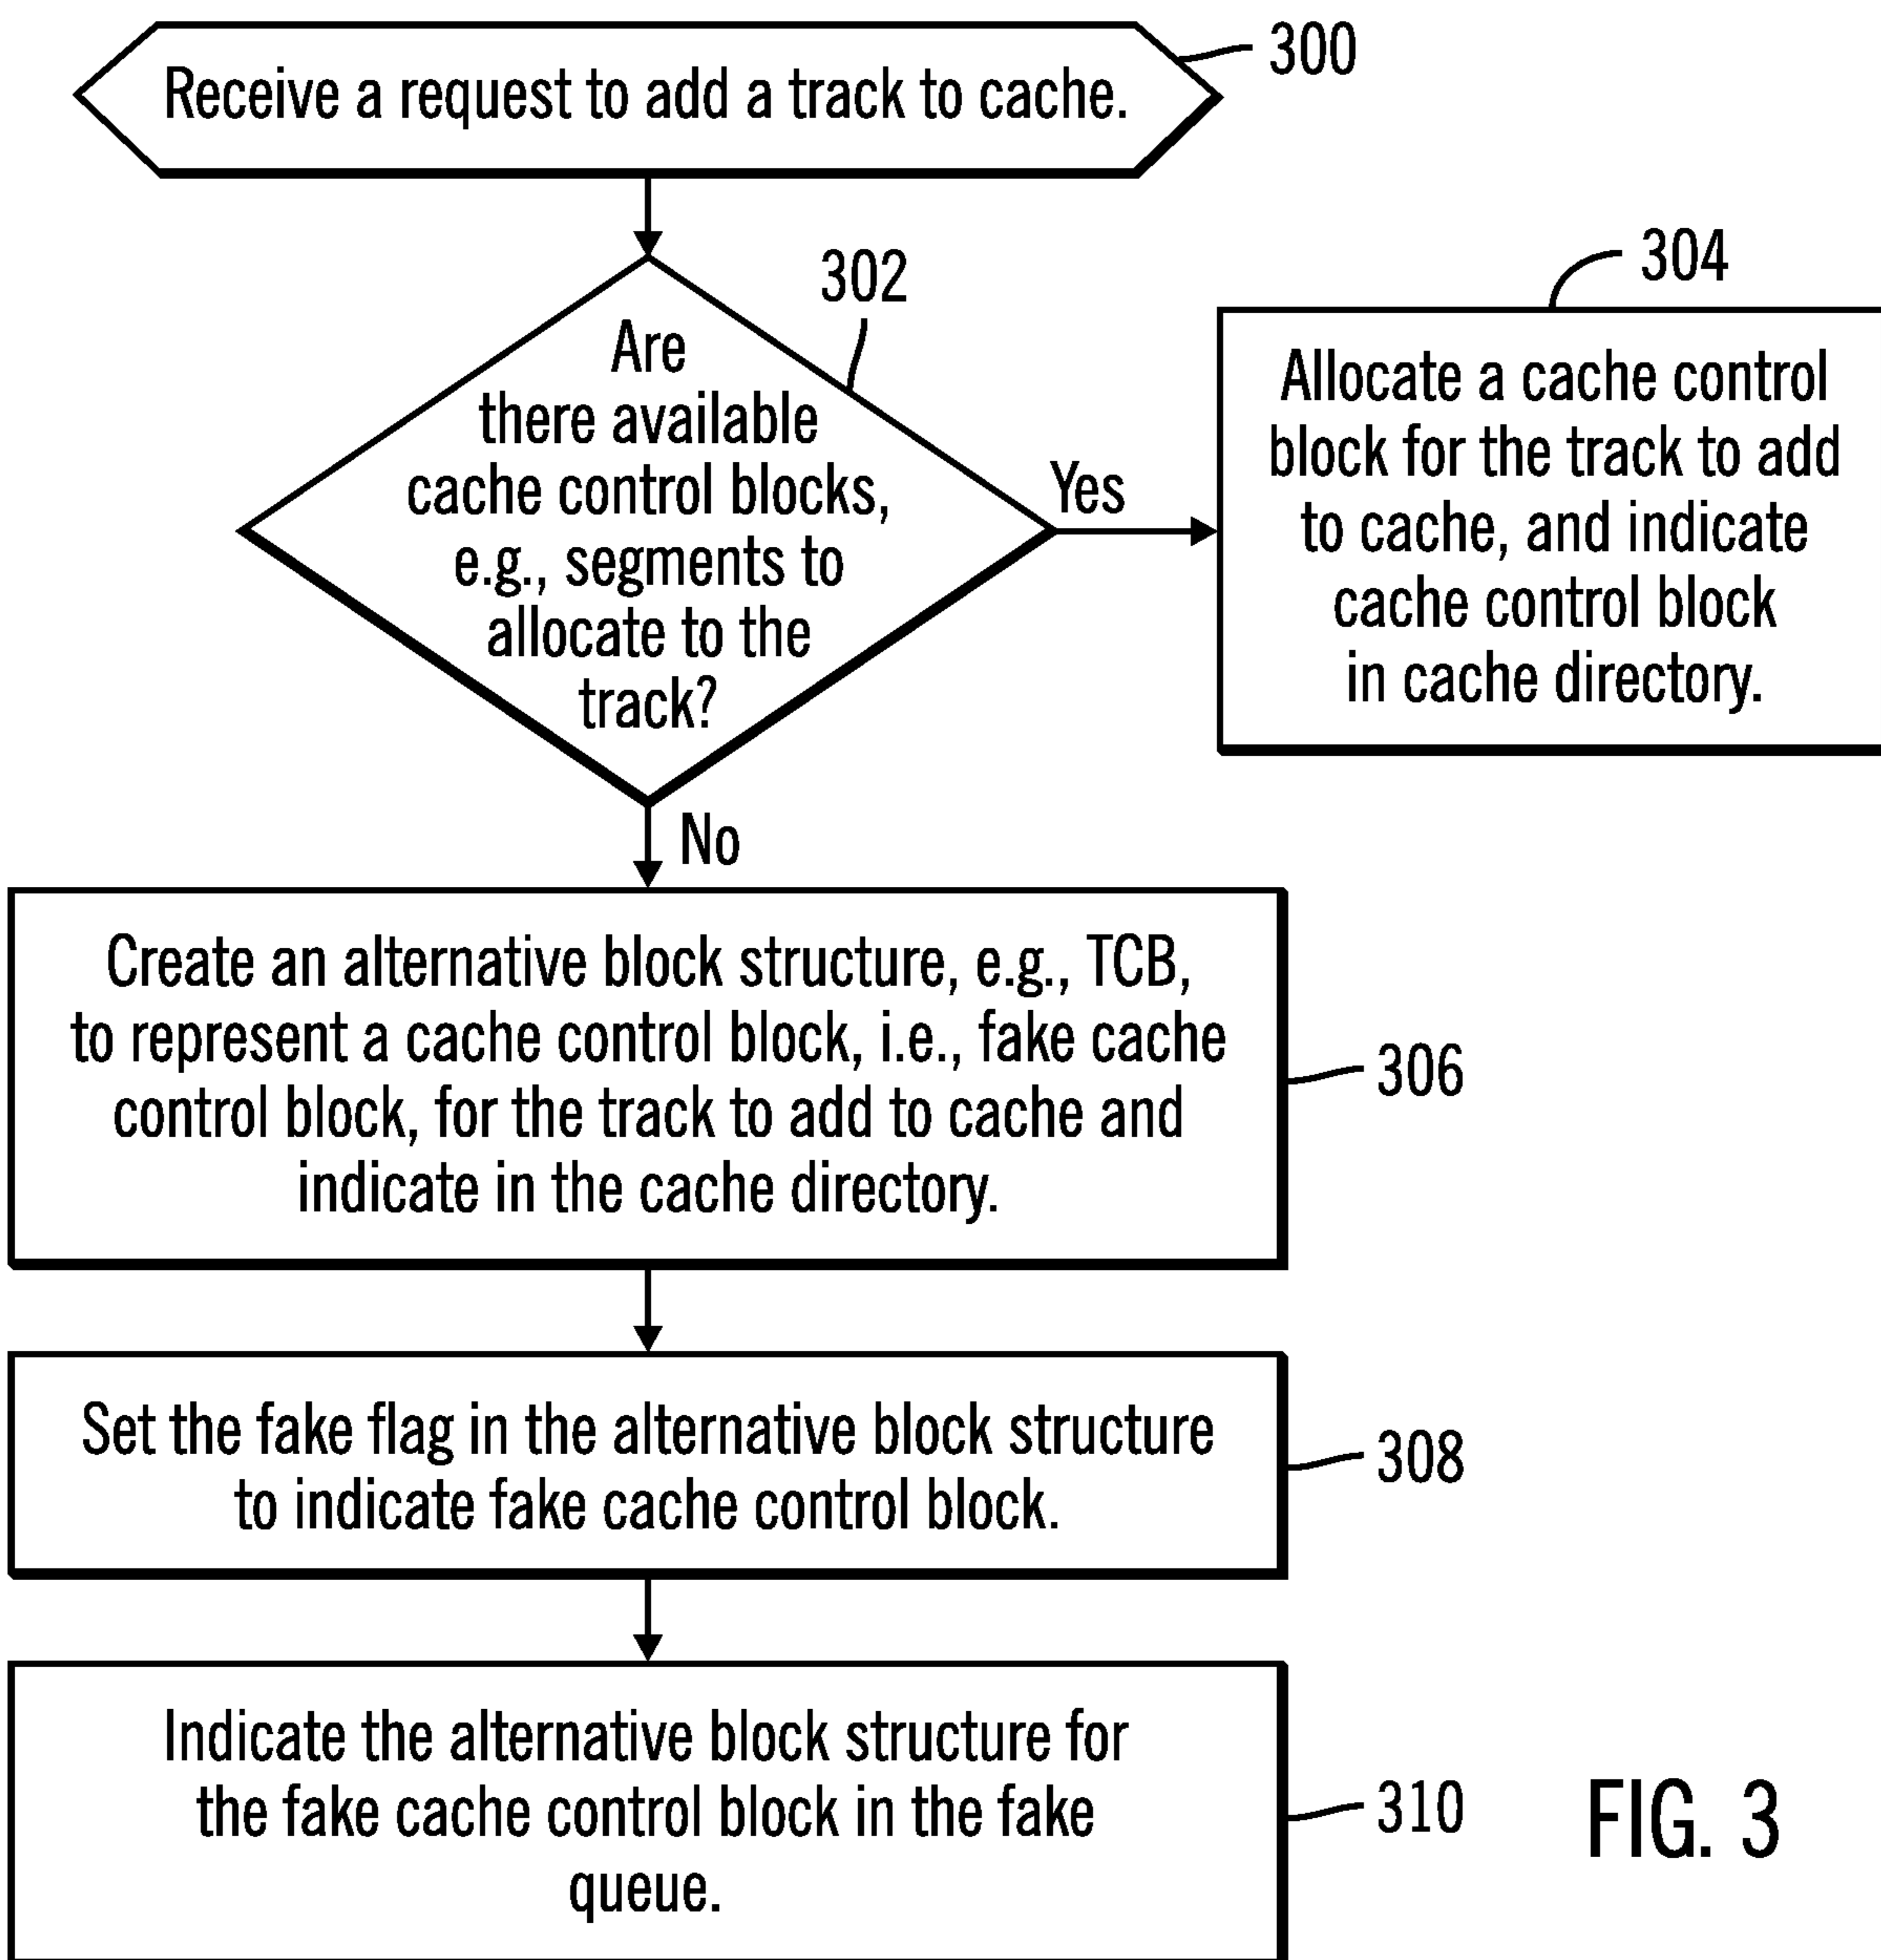 Receive a request to add a track to cache.
300
302
Are
there available
cache control blocks,
e.g., segments to
allocate to the
track?
Yes
304
Allocate a cache control
block for the track to add
to cache, and indicate
cache control block
in cache directory.
No
Create an alternative block structure, e.g., TCB,
to represent a cache control block, i.e., fake cache
control block, for the track to add to cache and
indicate in the cache directory.
306
Set the fake flag in the alternative block structure
to indicate fake cache control block.
308
Indicate the alternative block structure for
the fake cache control block in the fake
queue.
310
FIG. 3